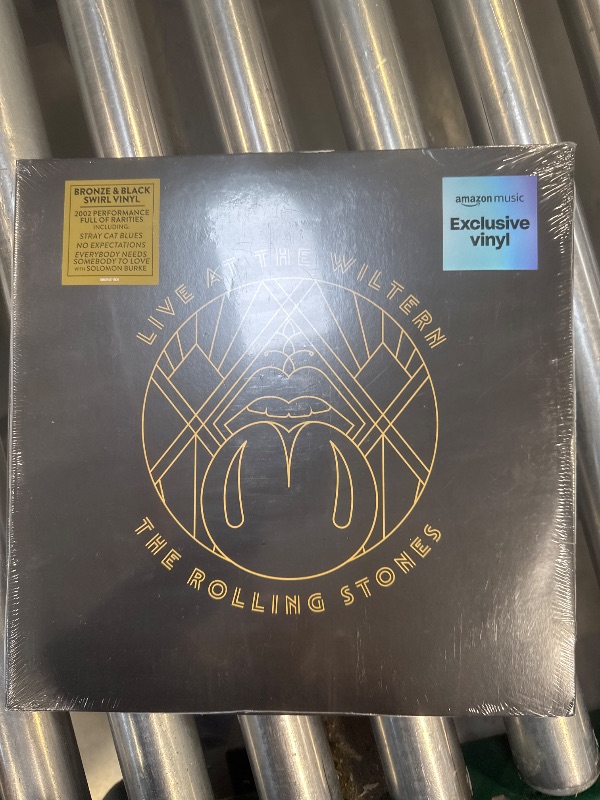 BRONZE & BLACK
SWIRL VINYL
2002 PERFORMANCE
FULL OF RARITIES
INCLUDING:
STRAY CAT BLUES
NO EXPECTATIONS
EVERYBODY NEEDS
SOMEBODY TO LOVE
WITH SOLOMON BURKE
amazon music
Exclusive
vinyl
LIVE AT THE WILTERN
THE ROLLING STONES